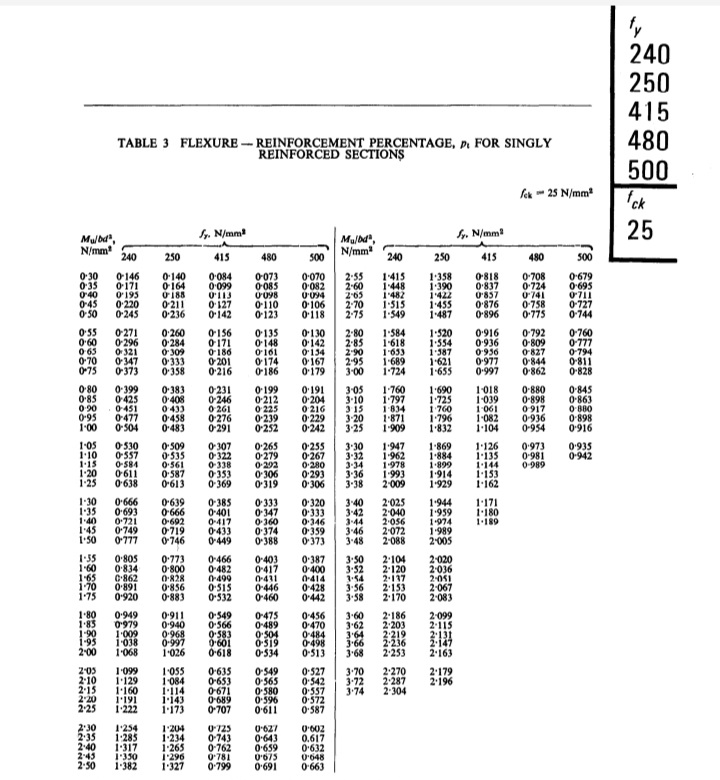 fy
240
250
415
480
500
fck
25
TABLE 3 FLEXURE — REINFORCEMENT PERCENTAGE, pt FOR SINGLY
REINFORCED SECTIONS
fck = 25 N/mm²
Mu/bd², fy, N/mm² Mu/bd², fy, N/mm²
N/mm² 240 250 415 480 500 N/mm² 240 250 415 480 500
0·30 0·146 0·140 0·084 0·073 0·070 2·55 1·415 1·358 0·818 0·708 0·679
0·35 0·171 0·164 0·099 0·085 0·082 2·60 1·448 1·390 0·837 0·724 0·695
0·40 0·195 0·188 0·113 0·098 0·094 2·65 1·482 1·422 0·857 0·741 0·711
0·45 0·220 0·211 0·127 0·110 0·106 2·70 1·515 1·455 0·876 0·758 0·727
0·50 0·245 0·236 0·142 0·123 0·118 2·75 1·549 1·487 0·896 0·775 0·744
0·55 0·271 0·260 0·156 0·135 0·130 2·80 1·584 1·520 0·916 0·792 0·760
0·60 0·296 0·284 0·171 0·148 0·142 2·85 1·618 1·554 0·936 0·809 0·777
0·65 0·321 0·309 0·186 0·161 0·154 2·90 1·653 1·587 0·956 0·827 0·794
0·70 0·347 0·333 0·201 0·174 0·167 2·95 1·689 1·621 0·977 0·844 0·811
0·75 0·373 0·358 0·216 0·186 0·179 3·00 1·724 1·655 0·997 0·862 0·828
0·80 0·399 0·383 0·231 0·199 0·191 3·05 1·760 1·690 1·018 0·880 0·845
0·85 0·425 0·408 0·246 0·212 0·204 3·10 1·797 1·725 1·039 0·898 0·863
0·90 0·451 0·433 0·261 0·225 0·216 3·15 1·834 1·760 1·061 0·917 0·880
0·95 0·477 0·458 0·276 0·239 0·229 3·20 1·871 1·796 1·082 0·936 0·898
1·00 0·504 0·483 0·291 0·252 0·242 3·25 1·909 1·832 1·104 0·954 0·916
1·05 0·530 0·509 0·307 0·265 0·255 3·30 1·947 1·869 1·126 0·973 0·935
1·10 0·557 0·535 0·322 0·279 0·267 3·32 1·962 1·884 1·135 0·981 0·942
1·15 0·584 0·561 0·338 0·292 0·280 3·34 1·978 1·899 1·144 0·989
1·20 0·611 0·587 0·353 0·306 0·293 3·36 1·993 1·914 1·153
1·25 0·638 0·613 0·369 0·319 0·306 3·38 2·009 1·929 1·162
1·30 0·666 0·639 0·385 0·333 0·320 3·40 2·025 1·944 1·171
1·35 0·693 0·666 0·401 0·347 0·333 3·42 2·040 1·959 1·180
1·40 0·721 0·692 0·417 0·360 0·346 3·44 2·056 1·974 1·189
1·45 0·749 0·719 0·433 0·374 0·359 3·46 2·072 1·989
1·50 0·777 0·746 0·449 0·388 0·373 3·48 2·088 2·005
1·55 0·805 0·773 0·466 0·403 0·387 3·50 2·104 2·020
1·60 0·834 0·800 0·482 0·417 0·400 3·52 2·120 2·036
1·65 0·862 0·828 0·499 0·431 0·414 3·54 2·137 2·051
1·70 0·891 0·856 0·515 0·446 0·428 3·56 2·153 2·067
1·75 0·920 0·883 0·532 0·460 0·442 3·58 2·170 2·083
1·80 0·949 0·911 0·549 0·475 0·456 3·60 2·186 2·099
1·85 0·979 0·940 0·566 0·489 0·470 3·62 2·203 2·115
1·90 1·009 0·968 0·583 0·504 0·484 3·64 2·219 2·131
1·95 1·038 0·997 0·601 0·519 0·498 3·66 2·236 2·147
2·00 1·068 1·026 0·618 0·534 0·513 3·68 2·253 2·163
2·05 1·099 1·055 0·635 0·549 0·527 3·70 2·270 2·179
2·10 1·129 1·084 0·653 0·565 0·542 3·72 2·287 2·196
2·15 1·160 1·114 0·671 0·580 0·557 3·74 2·304
2·20 1·191 1·143 0·689 0·596 0·572
2·25 1·222 1·173 0·707 0·611 0·587
2·30 1·254 1·204 0·725 0·627 0·602
2·35 1·285 1·234 0·743 0·643 0.617
2·40 1·317 1·265 0·762 0·659 0·632
2·45 1·350 1·296 0·781 0·675 0·648
2·50 1·382 1·327 0·799 0·691 0·663